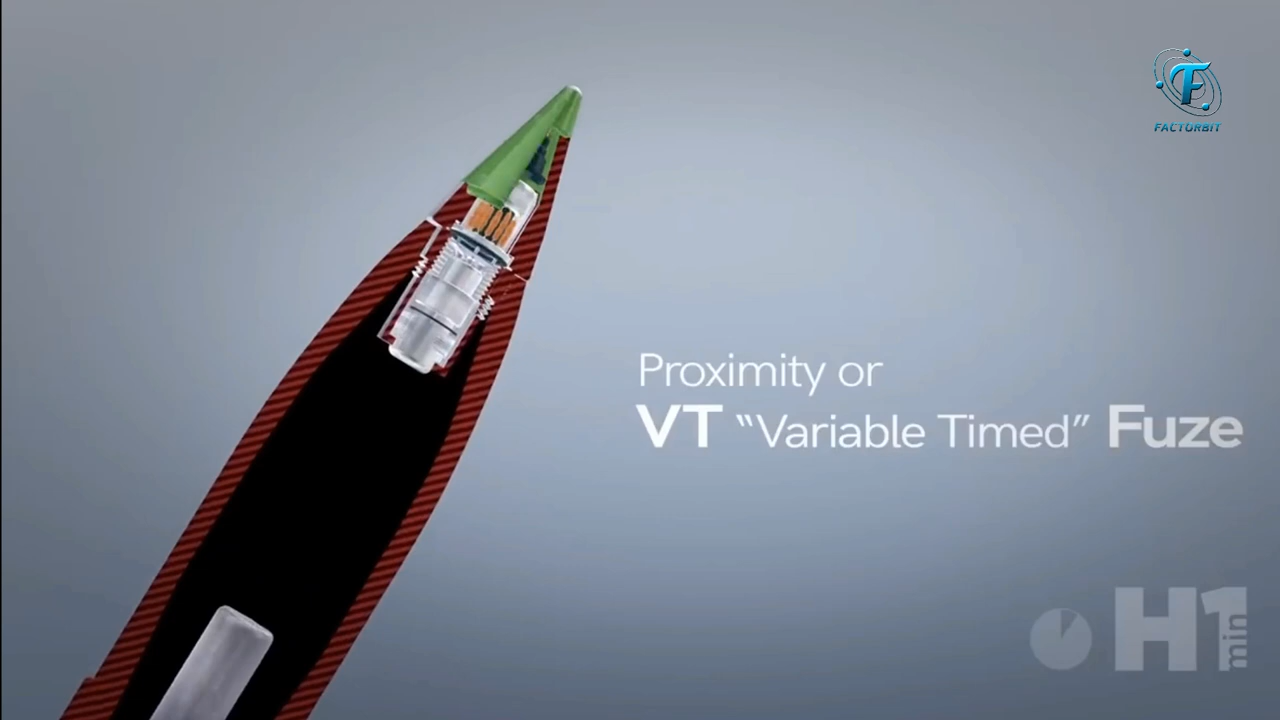 FACTORBIT
Proximity or
VT “Variable Timed” Fuze
H1
min